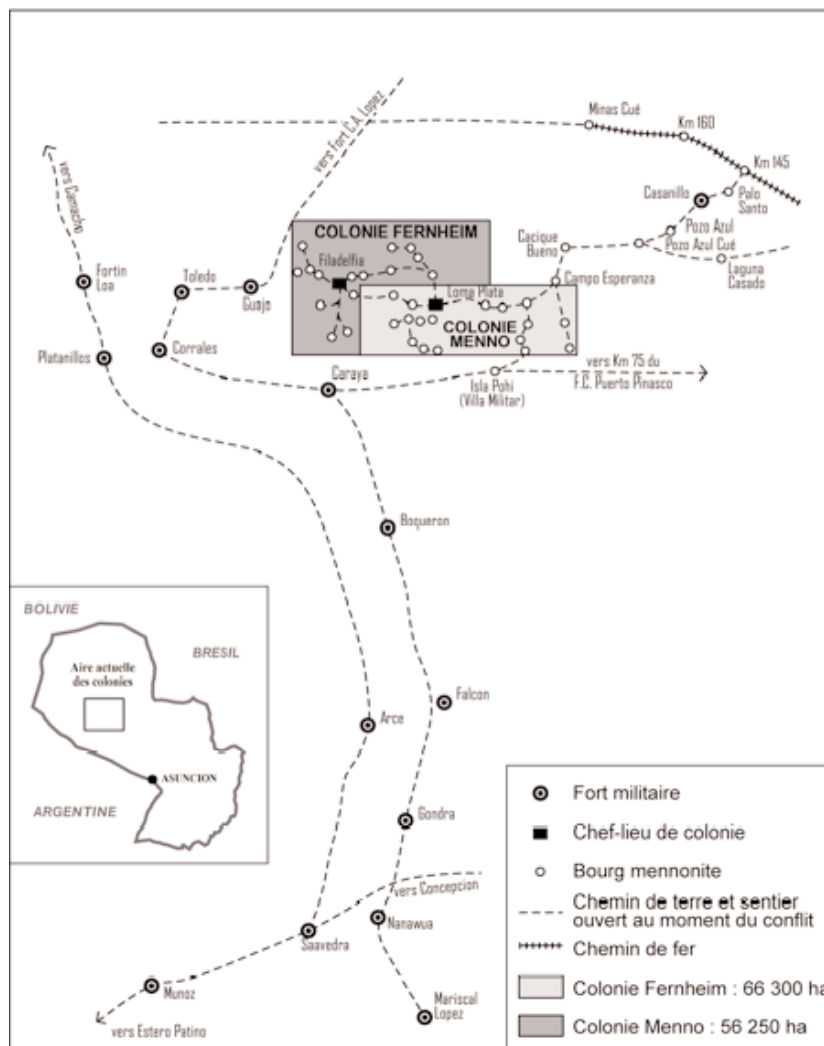 Minas Cué
Km 160
Km 145
vers Fort C.A. Lopez
vers Camacho
Casanillo
Palo
Santo
Pozo Azul
Pozo Azul Cué
Laguna
Casado
Cacique
Bueno
Campo Esperanza
COLONIE FERNHEIM
Filadelfia
Loma Plata
COLONIE
MENNO
Fortin
Loa
Toledo
Guajo
Platanillos
Corrales
Caraya
Isla Pohi
(Villa Militar)
vers Km 75 du
F.C. Puerto Pinasco
Boqueron
Falcon
Arce
Gondra
vers Concepcion
Nanawua
Saavedra
Munoz
Mariscal
Lopez
vers Estero Patino
BOLIVIE
BRESIL
Aire actuelle
des colonies
ASUNCION
ARGENTINE
Fort militaire
Chef-lieu de colonie
Bourg mennonite
Chemin de terre et sentier
ouvert au moment du conflit
Chemin de fer
Colonie Fernheim : 66 300 ha
Colonie Menno : 56 250 ha